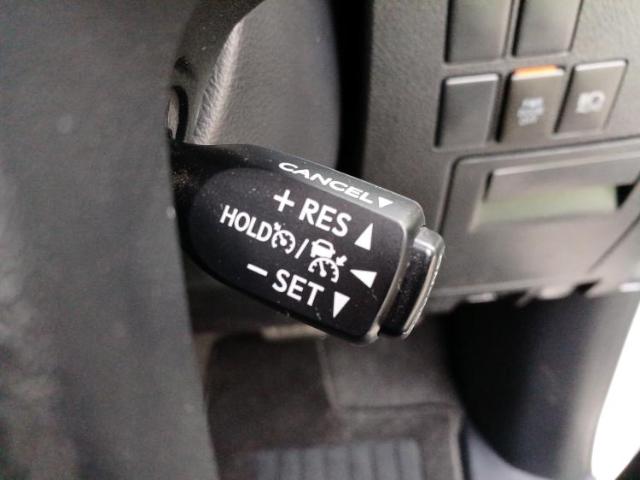 CANCEL ▼
+ RES ▲
HOLD / ◀
− SET ▼